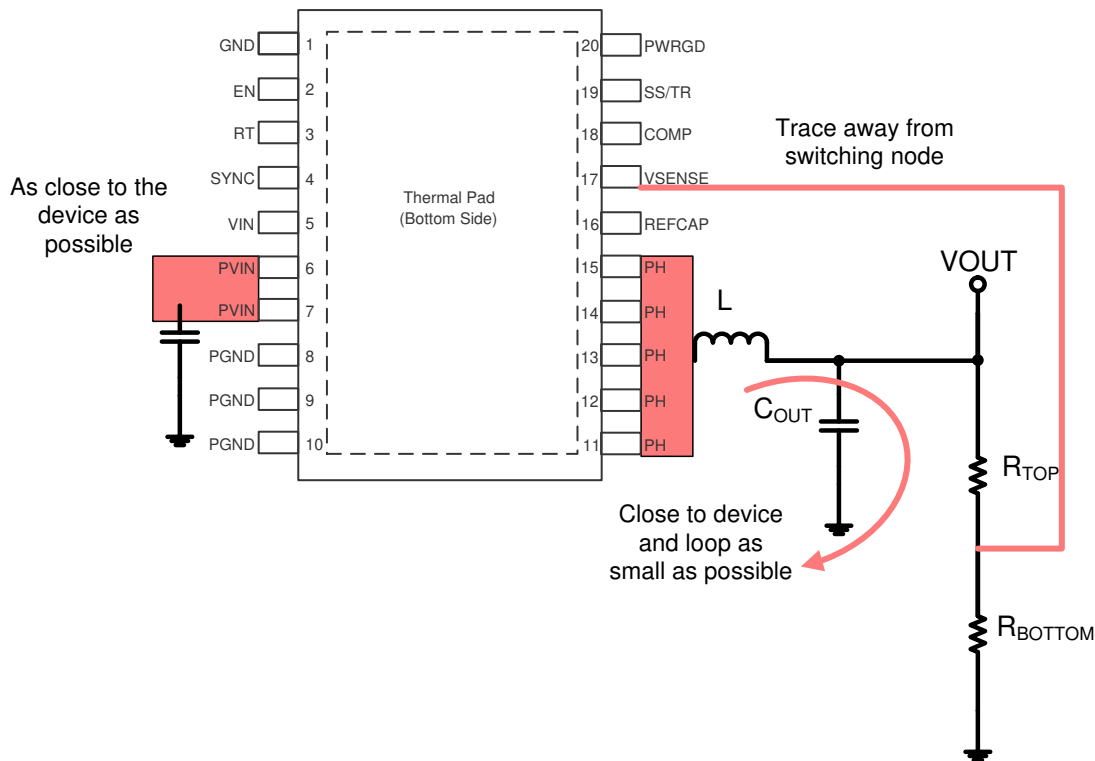 GND 1
EN 2
RT 3
SYNC 4
VIN 5
PVIN 6
PVIN 7
PGND 8
PGND 9
PGND 10
As close to the
device as
possible
Thermal Pad
(Bottom Side)
20 PWRGD
19 SS/TR
18 COMP
17 VSENSE
16 REFCAP
15 PH
14 PH
13 PH
12 PH
11 PH
Trace away from
switching node
VOUT
L
COUT
RTOP
RBOTTOM
Close to device
and loop as
small as possible